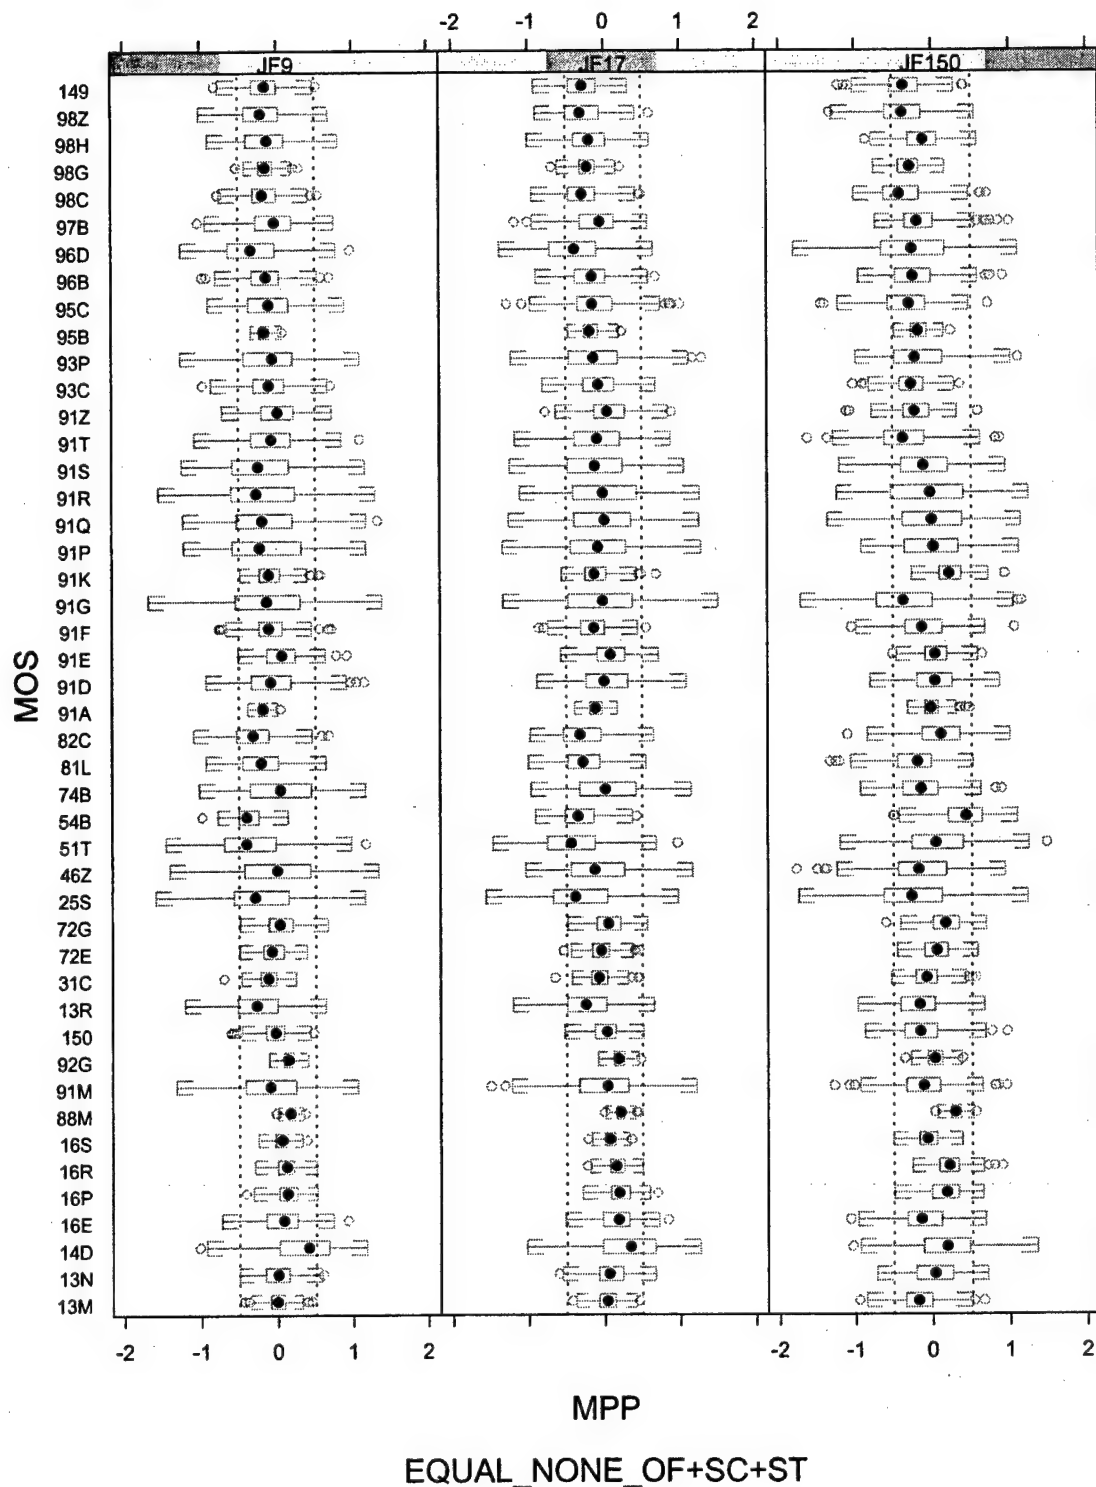 -2 -1 0 1 2
JF9 JF17 JF150
149
98Z
98H
98G
98C
97B
96D
96B
95C
95B
93P
93C
91Z
91T
91S
91R
91Q
91P
91K
91G
91F
91E
91D
91A
82C
81L
74B
54B
51T
46Z
25S
72G
72E
31C
13R
150
92G
91M
88M
16S
16R
16P
16E
14D
13N
13M
MOS
-2 -1 0 1 2 -2 -1 0 1 2
MPP
EQUAL_NONE_OF+SC+ST